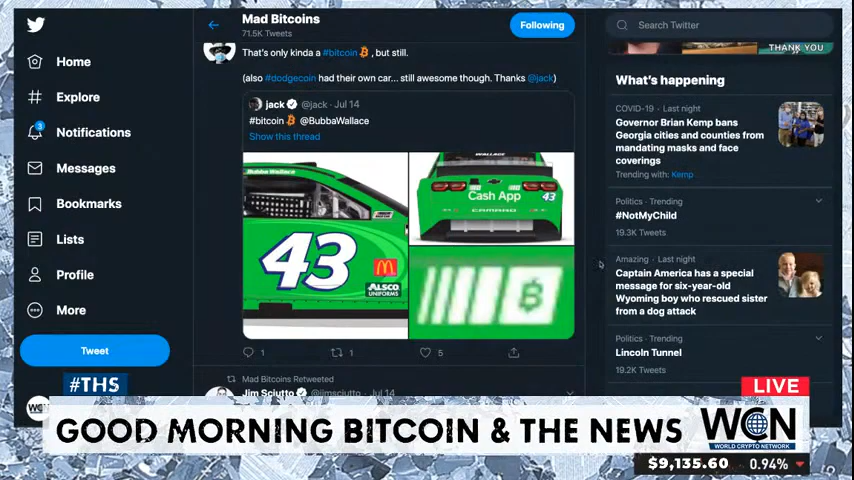 Mad Bitcoins
71.5K Tweets
Following
Search Twitter
Home
Explore
Notifications
3
Messages
Bookmarks
Lists
Profile
More
Tweet
That's only kinda a #bitcoin ₿, but still.
(also #dodgecoin had their own car... still awesome though. Thanks @jack)
jack @jack · Jul 14
#bitcoin ₿ @BubbaWallace
Show this thread
Bubba Wallace
43
ALSCO
UNIFORMS
WALLACE
Cash App
43
CAMARO
₿
1
1
5
Mad Bitcoins Retweeted
Jim Sciutto @jimsciutto · Jul 14
THANK YOU
What's happening
COVID-19 · Last night
Governor Brian Kemp bans
Georgia cities and counties from
mandating masks and face
coverings
Trending with: Kemp
Politics · Trending
#NotMyChild
19.3K Tweets
Amazing · Last night
Captain America has a special
message for six-year-old
Wyoming boy who rescued sister
from a dog attack
Politics · Trending
Lincoln Tunnel
19.2K Tweets
#THS
LIVE
GOOD MORNING BITCOIN & THE NEWS
WCN
WORLD CRYPTO NETWORK
$9,135.60 0.94%